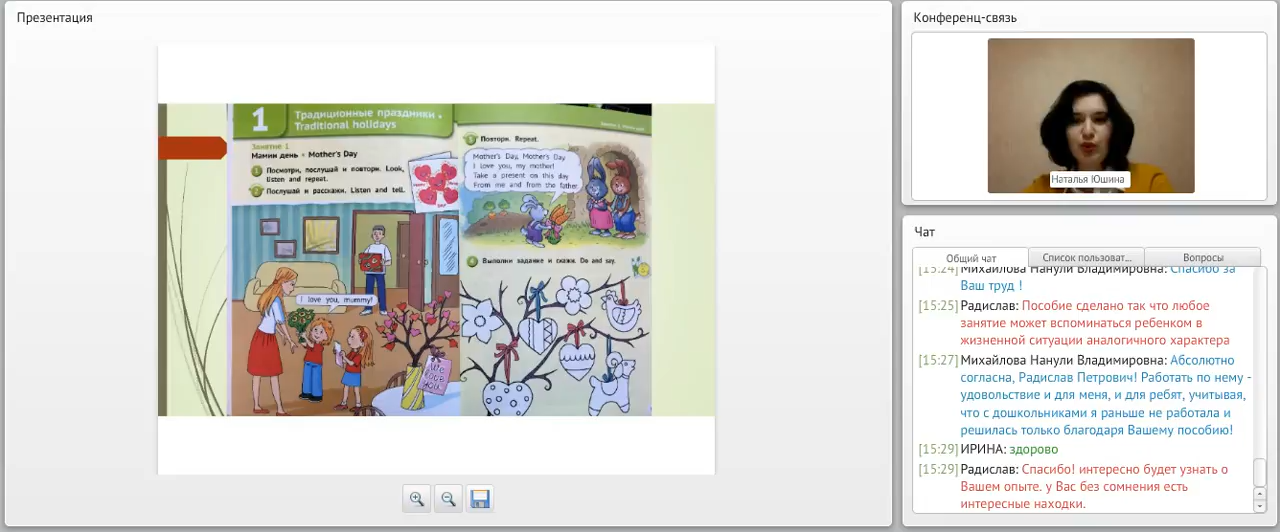 Презентация
1
Традиционные праздники •
Traditional holidays
Занятие 1
Мамин день • Mother's Day
1 Посмотри, послушай и повтори. Look,
listen and repeat.
2 Послушай и расскажи. Listen and tell.
I love you, mummy!
We love you
3 Повтори. Repeat.
Mother's Day, Mother's Day
I love you, my mother!
Take a present on this day
From me and from the father.
4 Выполни задание и скажи. Do and say.
Конференц-связь
Наталья Юшина
Чат
Общий чат
Список пользоват...
Вопросы
[15:24] Михайлова Нанули Владимировна: Спасибо за
Ваш труд !
[15:25] Радислав: Пособие сделано так что любое
занятие может вспоминаться ребенком в
жизненной ситуации аналогичного характера
[15:27] Михайлова Нанули Владимировна: Абсолютно
согласна, Радислав Петрович! Работать по нему -
удовольствие и для меня, и для ребят, учитывая,
что с дошкольниками я раньше не работала и
решилась только благодаря Вашему пособию!
[15:29] ИРИНА: здорово
[15:29] Радислав: Спасибо! интересно будет узнать о
Вашем опыте. у Вас без сомнения есть
интересные находки.